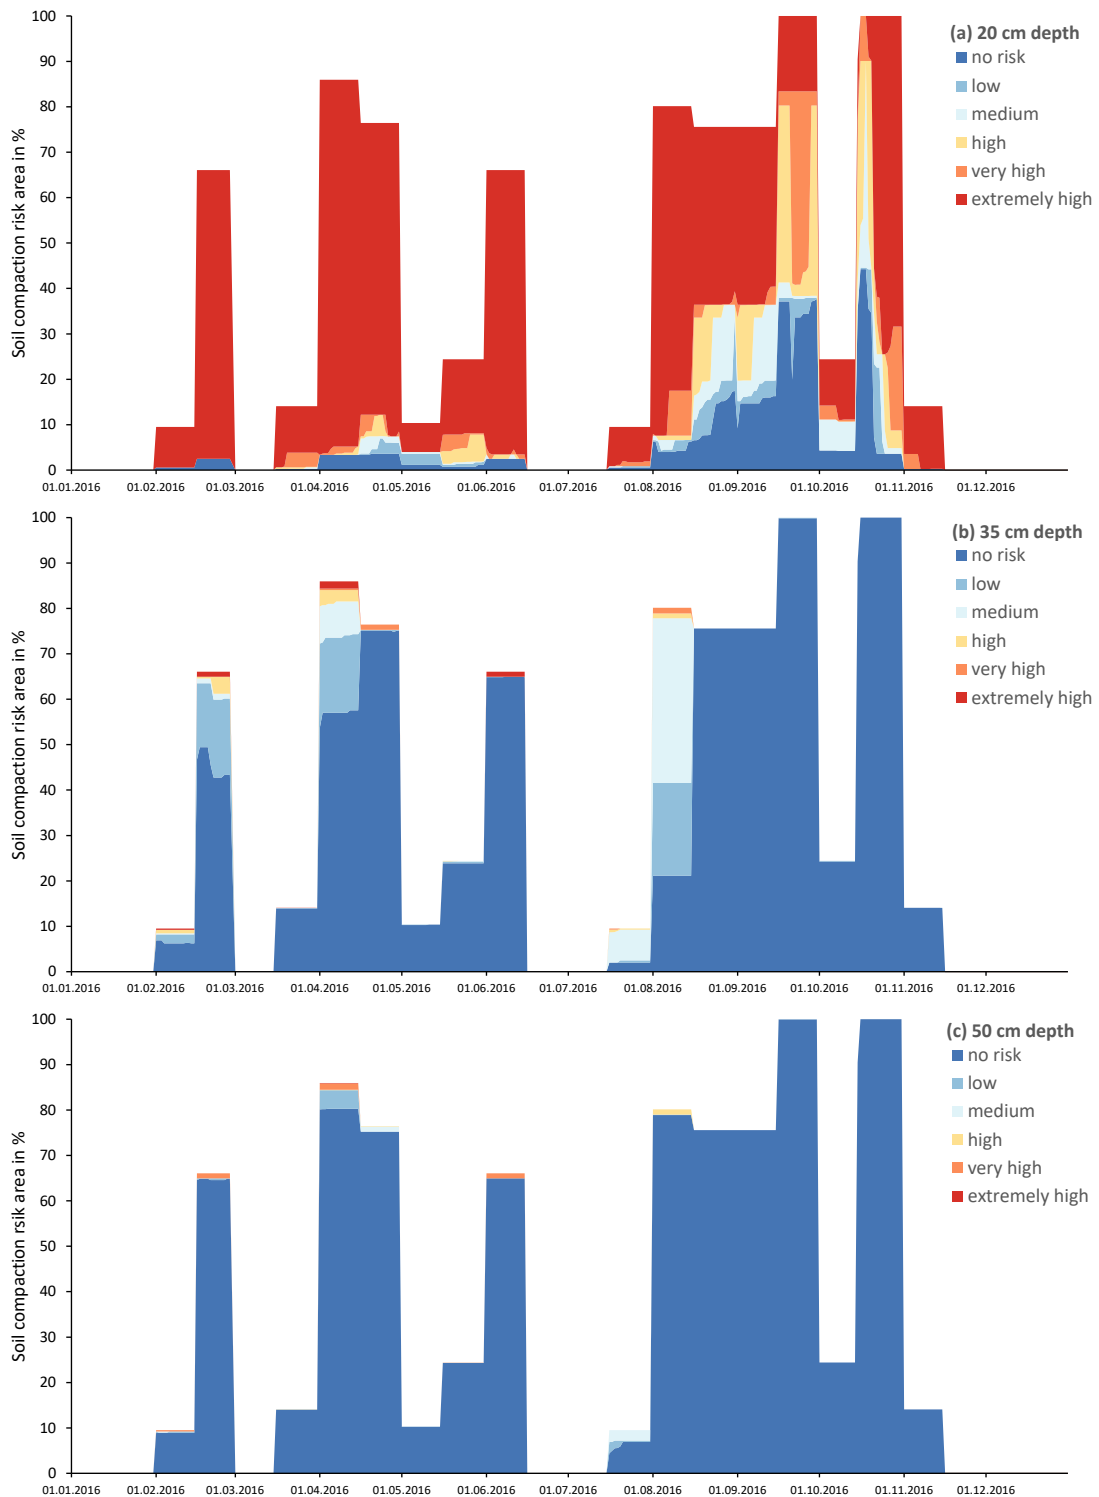 Soil compaction risk area in %
100
90
80
70
60
50
40
30
20
10
0
01.01.2016 01.02.2016 01.03.2016 01.04.2016 01.05.2016 01.06.2016 01.07.2016 01.08.2016 01.09.2016 01.10.2016 01.11.2016 01.12.2016
(a) 20 cm depth
no risk
low
medium
high
very high
extremely high
Soil compaction risk area in %
100
90
80
70
60
50
40
30
20
10
0
01.01.2016 01.02.2016 01.03.2016 01.04.2016 01.05.2016 01.06.2016 01.07.2016 01.08.2016 01.09.2016 01.10.2016 01.11.2016 01.12.2016
(b) 35 cm depth
no risk
low
medium
high
very high
extremely high
Soil compaction rsik area in %
100
90
80
70
60
50
40
30
20
10
0
01.01.2016 01.02.2016 01.03.2016 01.04.2016 01.05.2016 01.06.2016 01.07.2016 01.08.2016 01.09.2016 01.10.2016 01.11.2016 01.12.2016
(c) 50 cm depth
no risk
low
medium
high
very high
extremely high